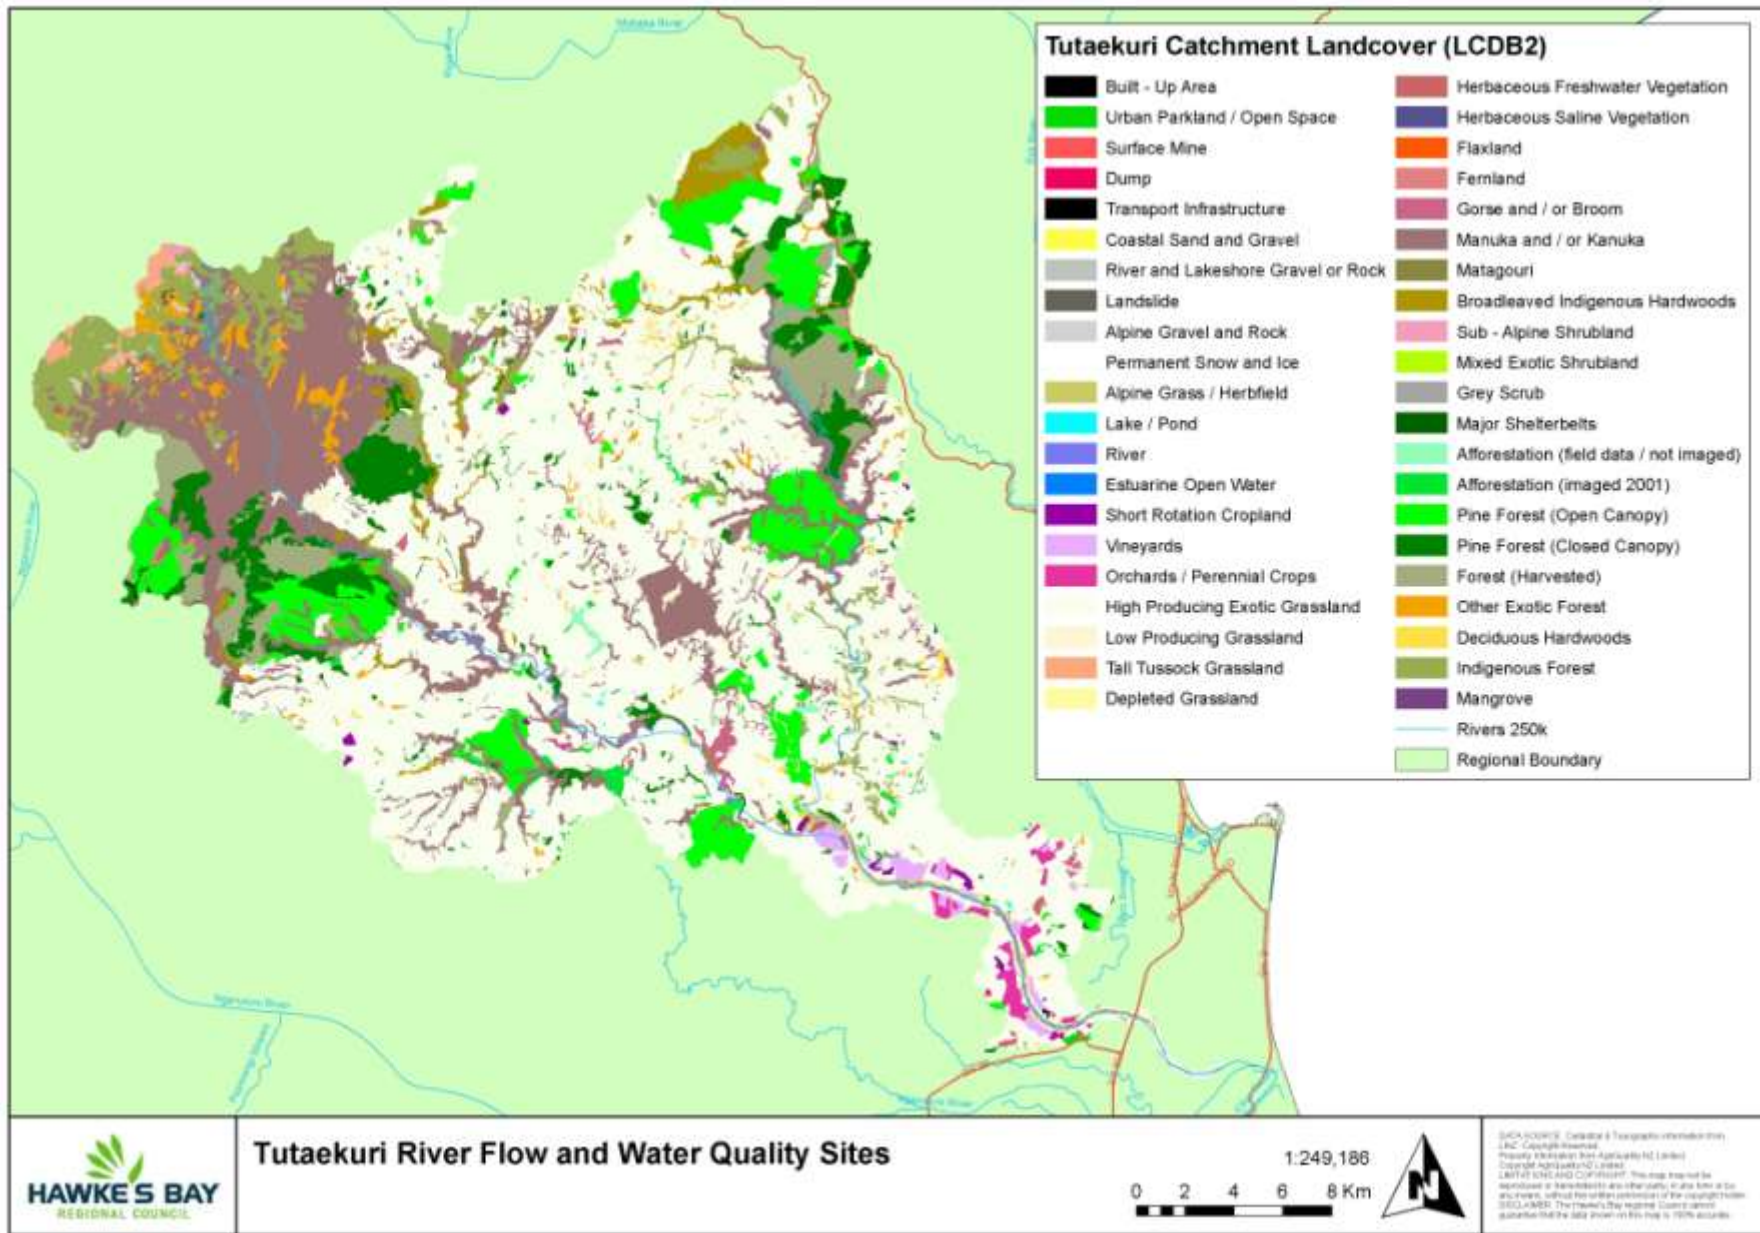 Tutaekuri Catchment Landcover (LCDB2)
Built - Up Area
Urban Parkland / Open Space
Surface Mine
Dump
Transport Infrastructure
Coastal Sand and Gravel
River and Lakeshore Gravel or Rock
Landslide
Alpine Gravel and Rock
Permanent Snow and Ice
Alpine Grass / Herbfield
Lake / Pond
River
Estuarine Open Water
Short Rotation Cropland
Vineyards
Orchards / Perennial Crops
High Producing Exotic Grassland
Low Producing Grassland
Tall Tussock Grassland
Depleted Grassland
Herbaceous Freshwater Vegetation
Herbaceous Saline Vegetation
Flaxland
Fernland
Gorse and / or Broom
Manuka and / or Kanuka
Matagouri
Broadleaved Indigenous Hardwoods
Sub - Alpine Shrubland
Mixed Exotic Shrubland
Grey Scrub
Major Shelterbelts
Afforestation (field data / not imaged)
Afforestation (imaged 2001)
Pine Forest (Open Canopy)
Pine Forest (Closed Canopy)
Forest (Harvested)
Other Exotic Forest
Deciduous Hardwoods
Indigenous Forest
Mangrove
Rivers 250k
Regional Boundary
HAWKE'S BAY
REGIONAL COUNCIL
Tutaekuri River Flow and Water Quality Sites
1:249,186
0 2 4 6 8 Km
N